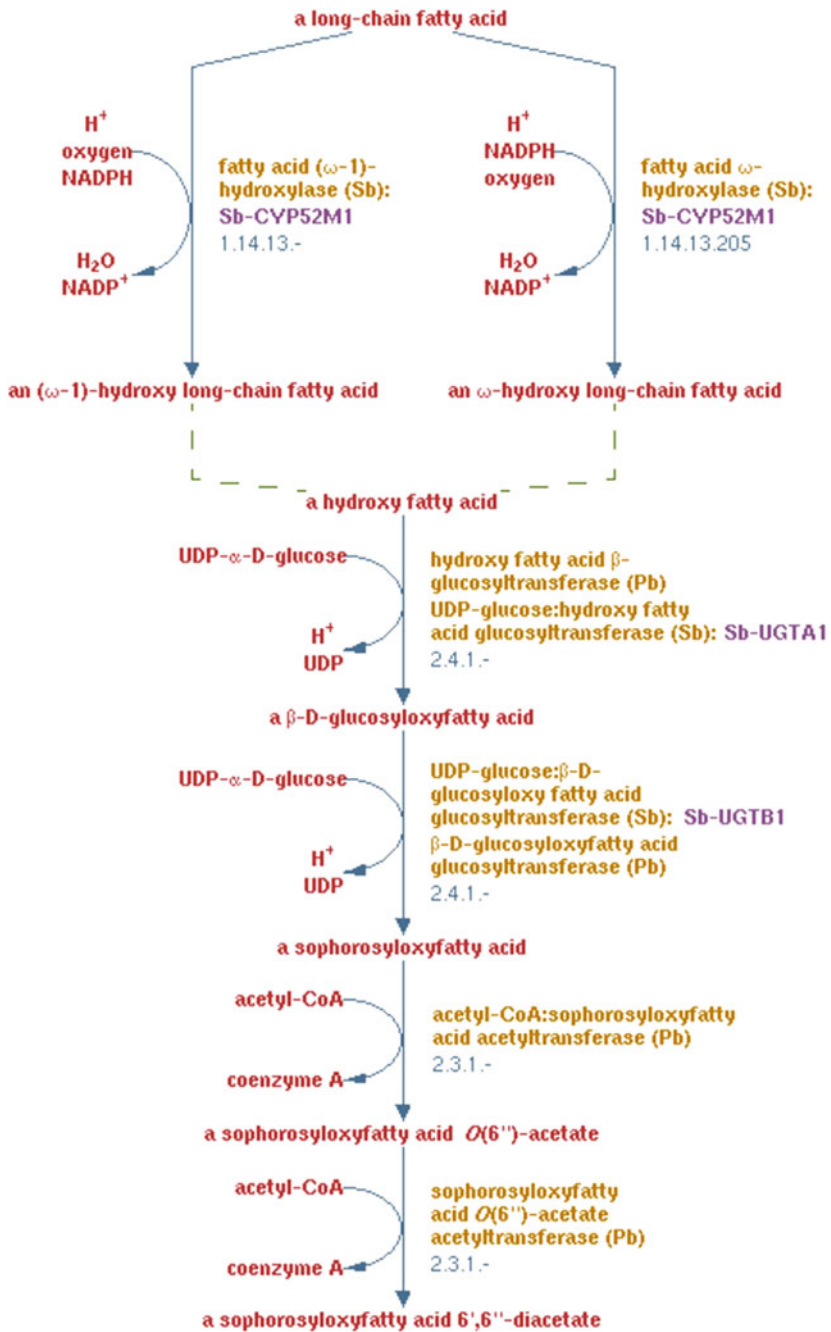 a long-chain fatty acid
H+
oxygen
NADPH
fatty acid (ω-1)-
hydroxylase (Sb):
Sb-CYP52M1
1.14.13.-
H2O
NADP+
H+
NADPH
oxygen
fatty acid ω-
hydroxylase (Sb):
Sb-CYP52M1
1.14.13.205
H2O
NADP+
an (ω-1)-hydroxy long-chain fatty acid
an ω-hydroxy long-chain fatty acid
a hydroxy fatty acid
UDP-α-D-glucose
H+
UDP
hydroxy fatty acid β-
glucosyltransferase (Pb)
UDP-glucose:hydroxy fatty
acid glucosyltransferase (Sb): Sb-UGTA1
2.4.1.-
a β-D-glucosyloxyfatty acid
UDP-α-D-glucose
H+
UDP
UDP-glucose:β-D-
glucosyloxy fatty acid
glucosyltransferase (Sb): Sb-UGTB1
β-D-glucosyloxyfatty acid
glucosyltransferase (Pb)
2.4.1.-
a sophorosyloxyfatty acid
acetyl-CoA
coenzyme A
acetyl-CoA:sophorosyloxyfatty
acid acetyltransferase (Pb)
2.3.1.-
a sophorosyloxyfatty acid O(6'')-acetate
acetyl-CoA
coenzyme A
sophorosyloxyfatty
acid O(6'')-acetate
acetyltransferase (Pb)
2.3.1.-
a sophorosyloxyfatty acid 6',6''-diacetate